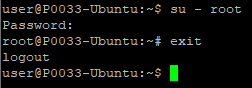 user@P0033-Ubuntu:~$ su - root
Password:
root@P0033-Ubuntu:~# exit
logout
user@P0033-Ubuntu:~$